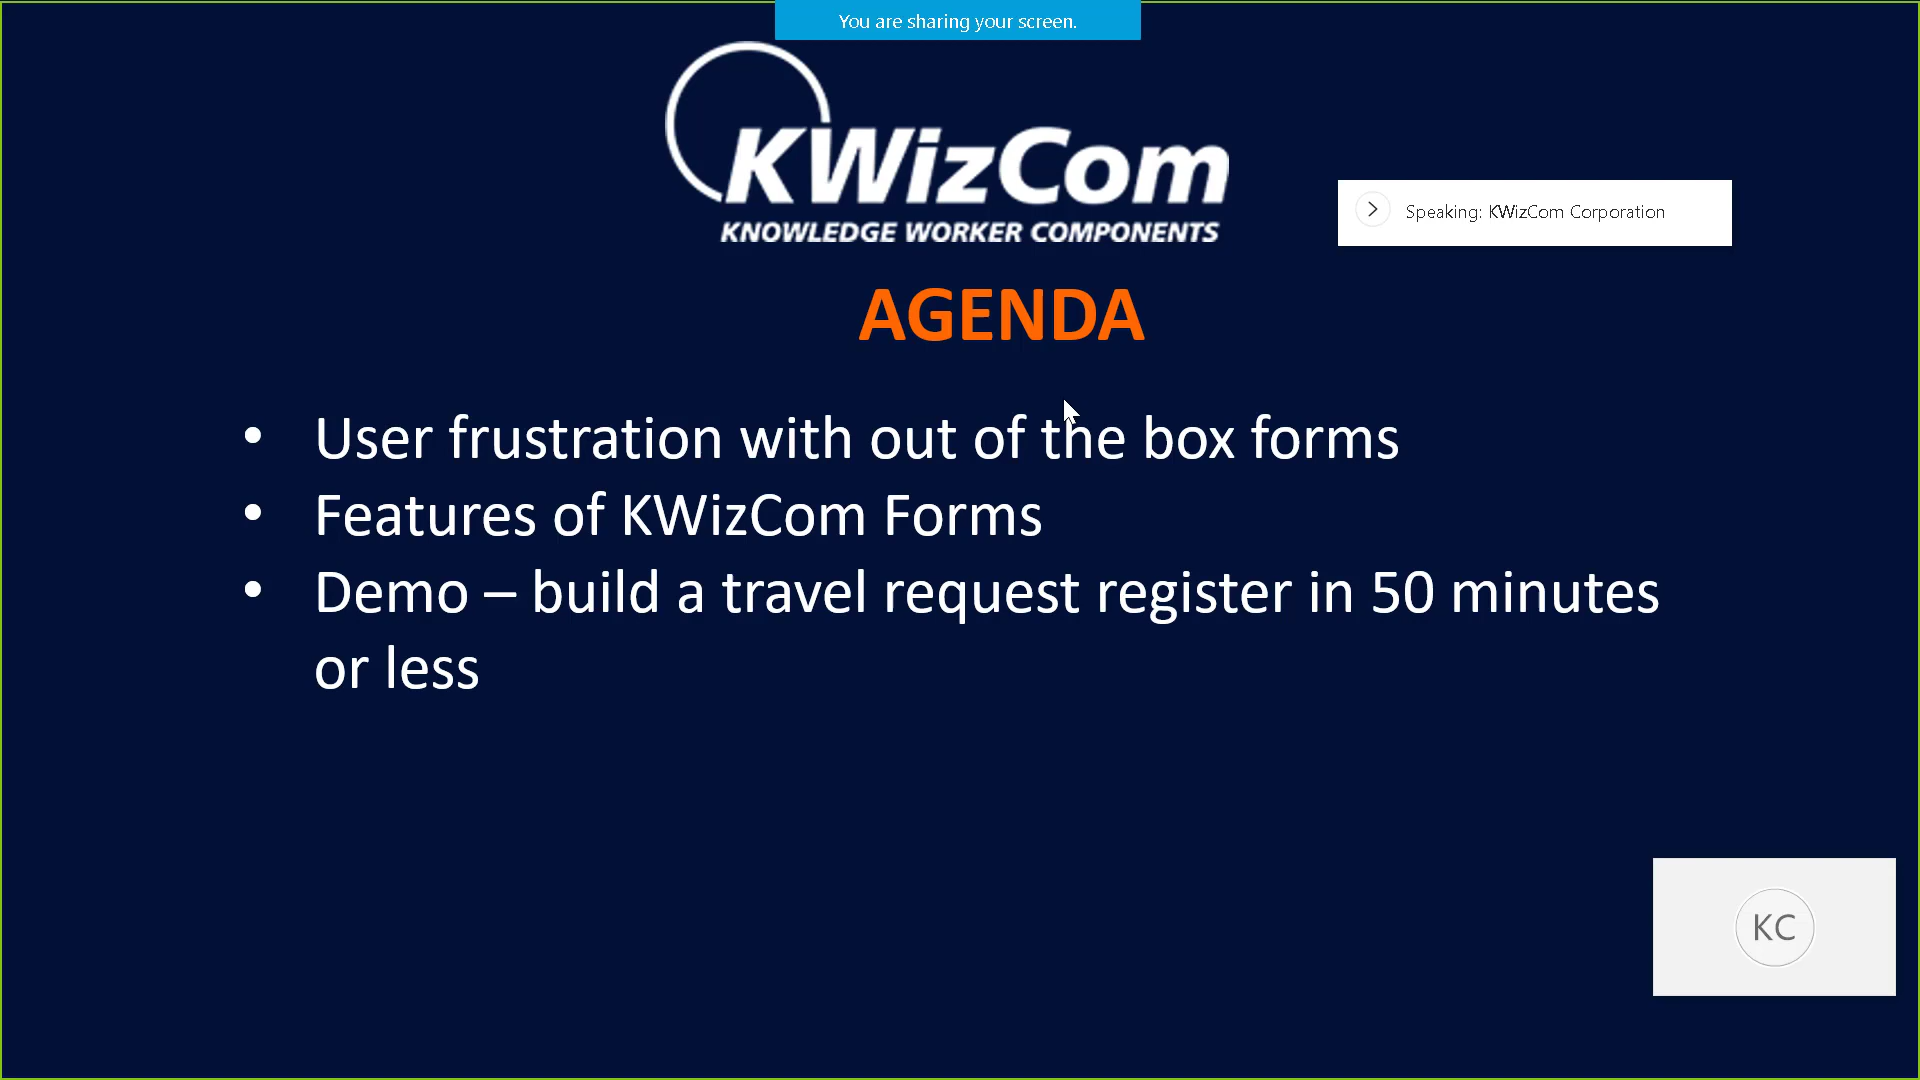 You are sharing your screen.
KWizCom
KNOWLEDGE WORKER COMPONENTS
Speaking: KWizCom Corporation
AGENDA
• User frustration with out of the box forms
• Features of KWizCom Forms
• Demo – build a travel request register in 50 minutes
or less
KC